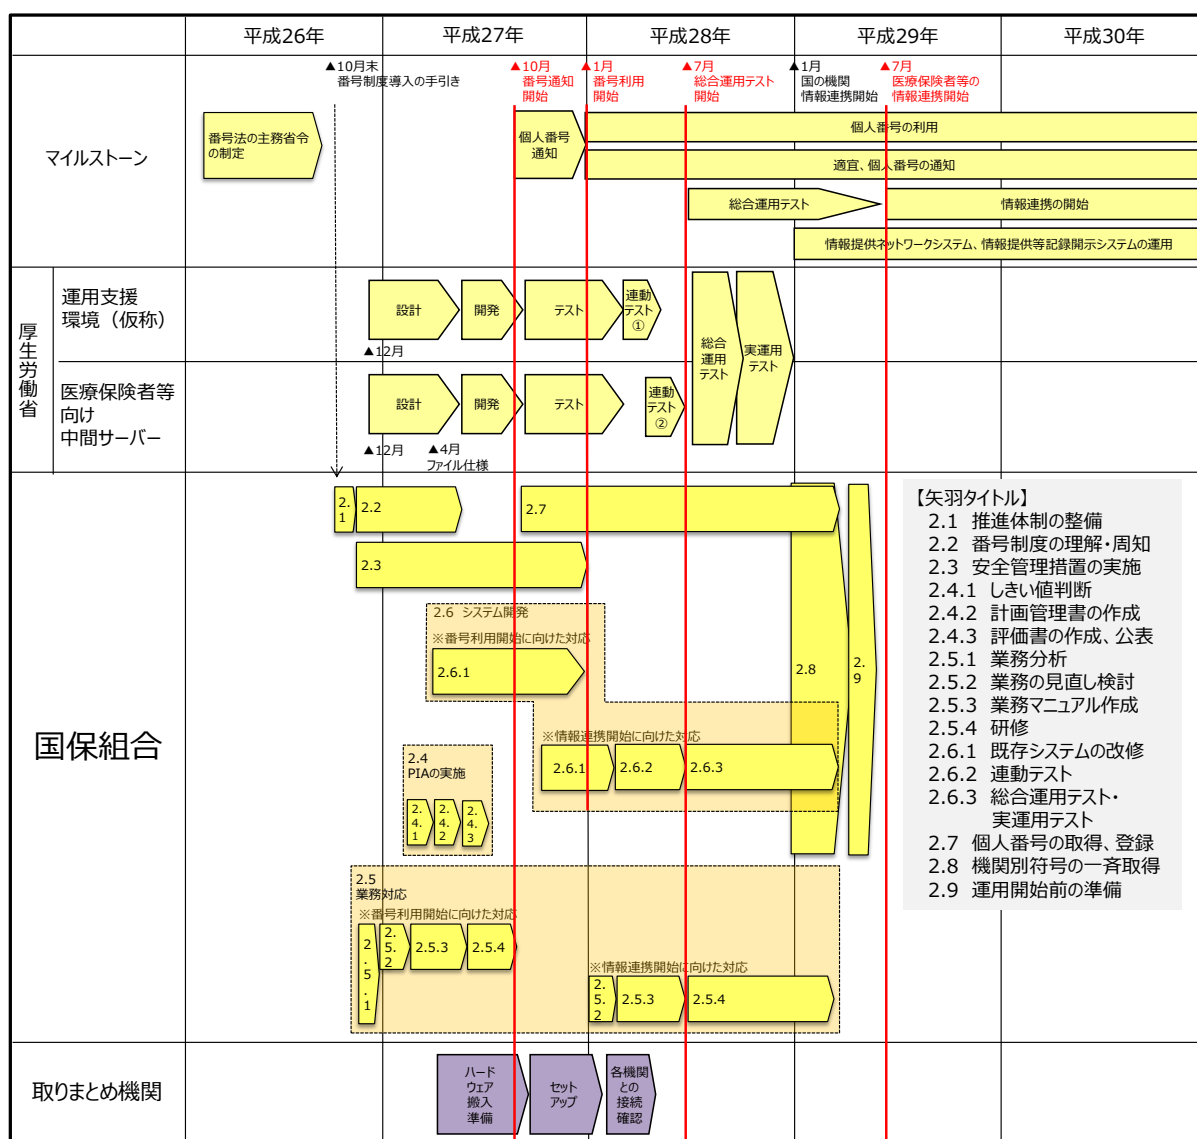 平成26年
平成27年
平成28年
平成29年
平成30年
マイルストーン
▲10月末
番号制度導入の手引き
▲10月
番号通知
開始
▲1月
番号利用
開始
▲7月
総合運用テスト
開始
▲1月
国の機関
情報連携開始
▲7月
医療保険者等の
情報連携開始
番号法の主務省令
の制定
個人番号
通知
個人番号の利用
適宜、個人番号の通知
総合運用テスト
情報連携の開始
情報提供ネットワークシステム、情報提供等記録開示システムの運用
厚生労働省
運用支援
環境（仮称）
設計
開発
テスト
連動
テスト
①
▲12月
総合
運用
テスト
実運用
テスト
医療保険者等
向け
中間サーバー
設計
開発
テスト
連動
テスト
②
▲12月
▲4月
ファイル仕様
国保組合
2.
1
2.2
2.7
2.3
2.6 システム開発
※番号利用開始に向けた対応
2.6.1
※情報連携開始に向けた対応
2.6.1
2.6.2
2.6.3
2.8
2.
9
2.4
PIAの実施
2.
4.
1
2.
4.
2
2.
4.
3
2.5
業務対応
※番号利用開始に向けた対応
2
.
5
.
1
2.
5.
2
2.5.3
2.5.4
※情報連携開始に向けた対応
2.
5.
2
2.5.3
2.5.4
【矢羽タイトル】
2.1 推進体制の整備
2.2 番号制度の理解・周知
2.3 安全管理措置の実施
2.4.1 しきい値判断
2.4.2 計画管理書の作成
2.4.3 評価書の作成、公表
2.5.1 業務分析
2.5.2 業務の見直し検討
2.5.3 業務マニュアル作成
2.5.4 研修
2.6.1 既存システムの改修
2.6.2 連動テスト
2.6.3 総合運用テスト・
実運用テスト
2.7 個人番号の取得、登録
2.8 機関別符号の一斉取得
2.9 運用開始前の準備
取りまとめ機関
ハード
ウェア
搬入
準備
セット
アップ
各機関
との
接続
確認